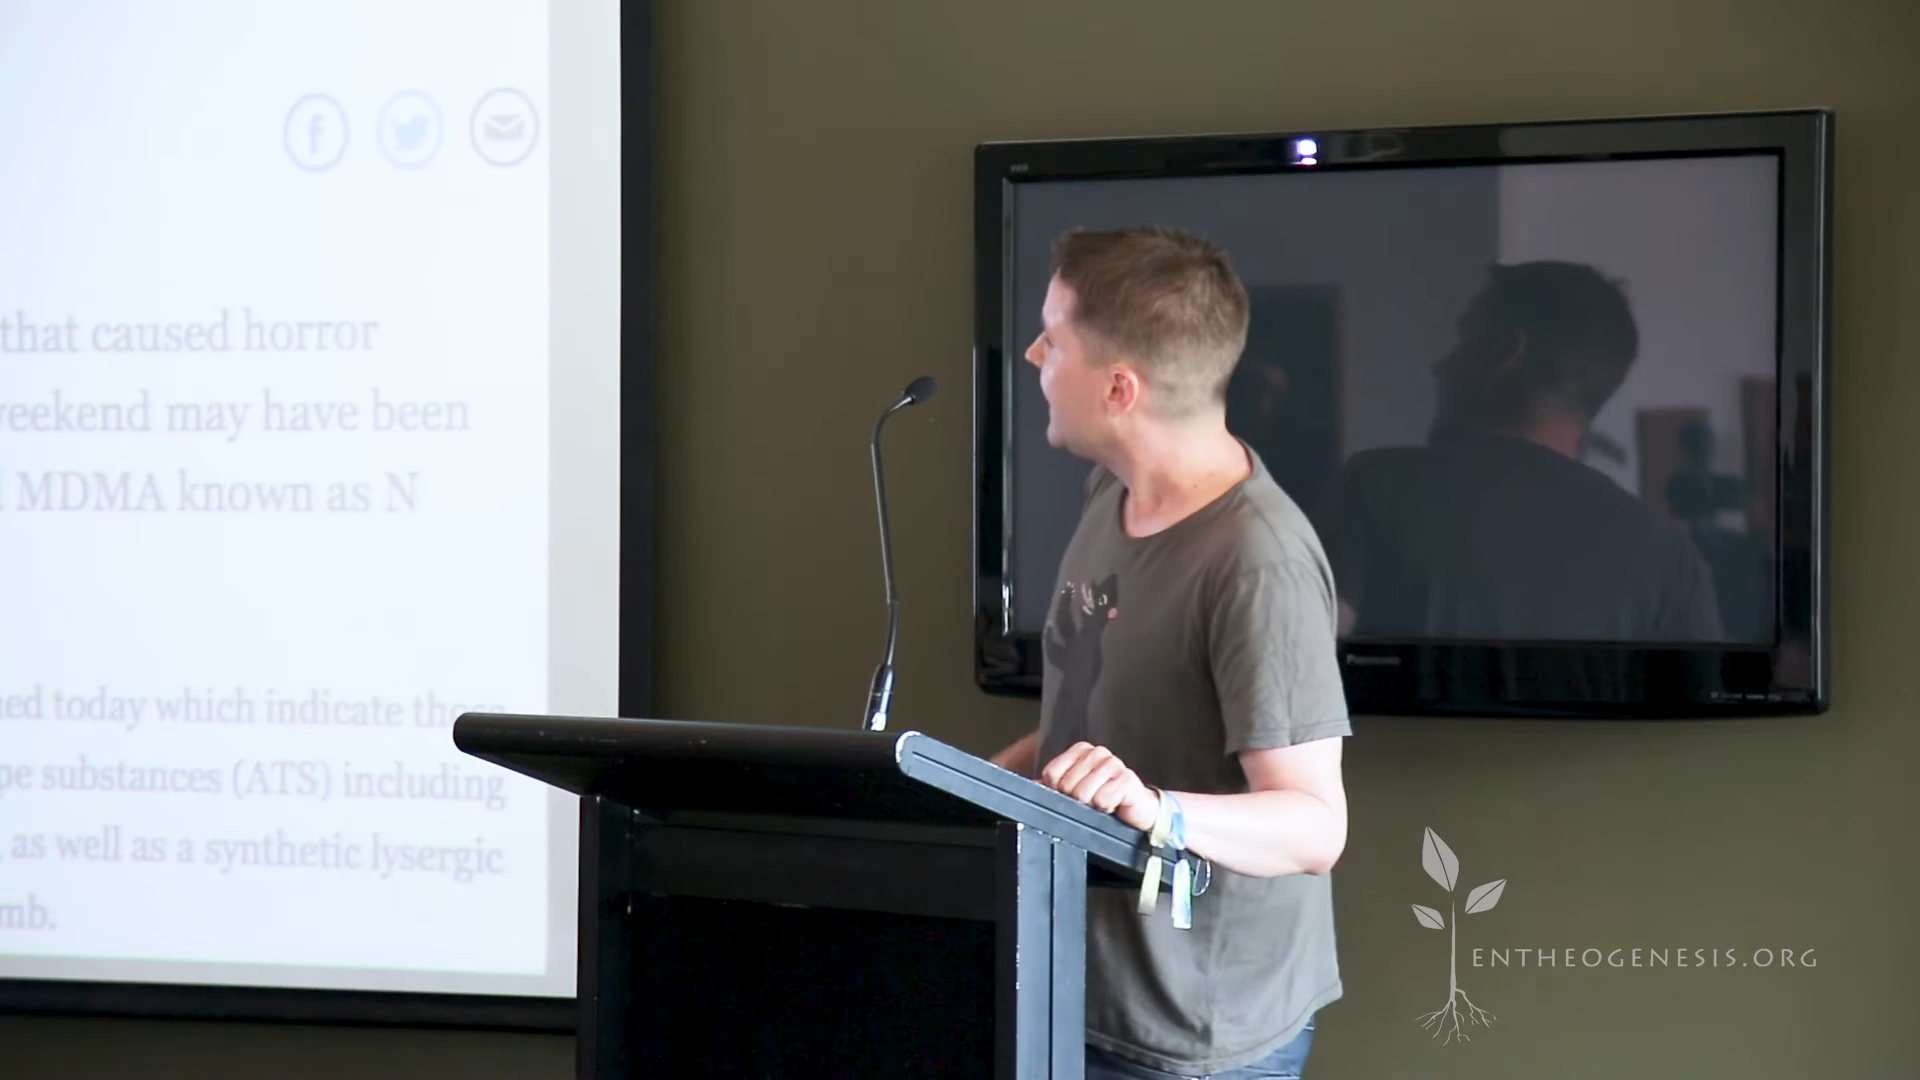 that caused horror
weekend may have been
MDMA known as N
ned today which indicate those
pe substances (ATS) including
, as well as a synthetic lysergic
mb.
Panasonic
ENTHEOGENESIS.ORG